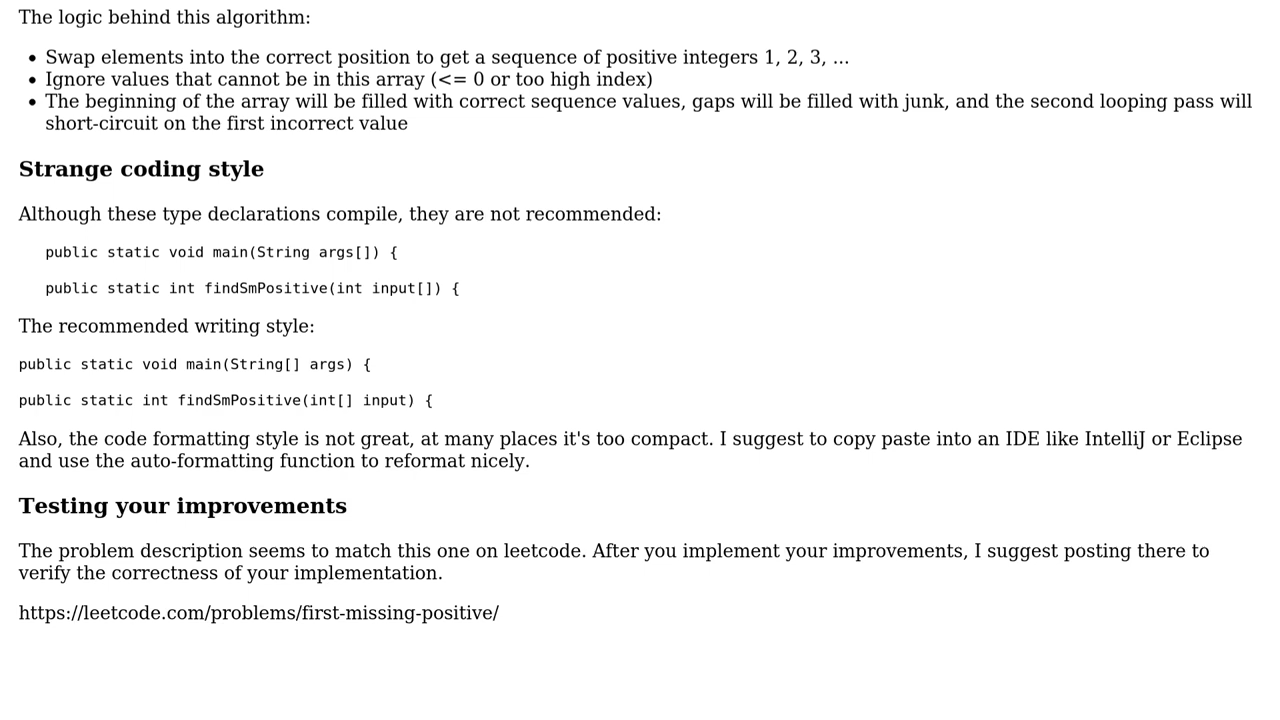 The logic behind this algorithm:
• Swap elements into the correct position to get a sequence of positive integers 1, 2, 3, ...
• Ignore values that cannot be in this array (<= 0 or too high index)
• The beginning of the array will be filled with correct sequence values, gaps will be filled with junk, and the second looping pass will
short-circuit on the first incorrect value
Strange coding style
Although these type declarations compile, they are not recommended:
public static void main(String args[]) {
public static int findSmPositive(int input[]) {
The recommended writing style:
public static void main(String[] args) {
public static int findSmPositive(int[] input) {
Also, the code formatting style is not great, at many places it's too compact. I suggest to copy paste into an IDE like IntelliJ or Eclipse
and use the auto-formatting function to reformat nicely.
Testing your improvements
The problem description seems to match this one on leetcode. After you implement your improvements, I suggest posting there to
verify the correctness of your implementation.
https://leetcode.com/problems/first-missing-positive/